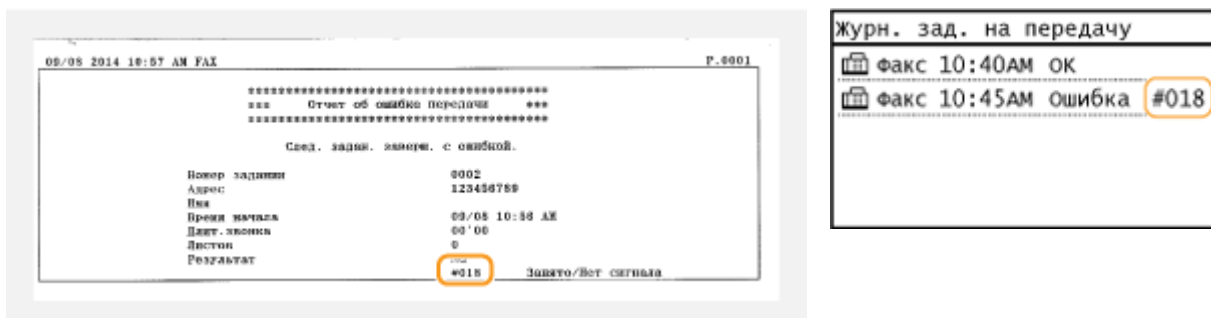 09/08 2014 10:57 AM FAX P.0001
****************************************
*** Отчет об ошибке передачи ***
****************************************
След. задан. заверш. с ошибкой.
Номер задания 0002
Адрес 123456789
Имя
Время начала 09/08 10:56 AM
Длит. звонка 00'00
Листов 0
Результат
#018 Занято/Нет сигнала
Журн. зад. на передачу
Факс 10:40AM OK
Факс 10:45AM Ошибка #018